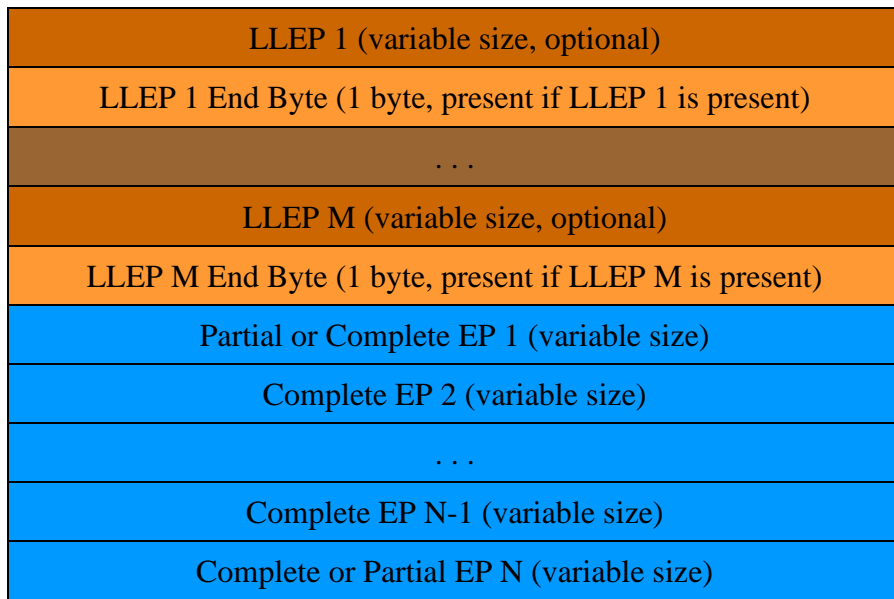 LLEP 1 (variable size, optional)
LLEP 1 End Byte (1 byte, present if LLEP 1 is present)
. . .
LLEP M (variable size, optional)
LLEP M End Byte (1 byte, present if LLEP M is present)
Partial or Complete EP 1 (variable size)
Complete EP 2 (variable size)
. . .
Complete EP N-1 (variable size)
Complete or Partial EP N (variable size)